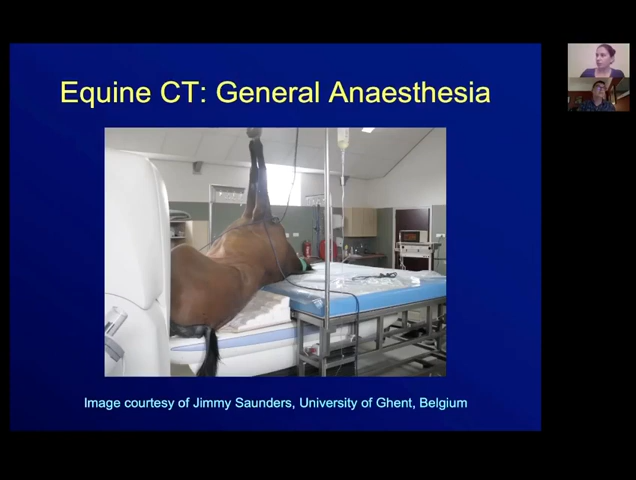 Equine CT: General Anaesthesia
Image courtesy of Jimmy Saunders, University of Ghent, Belgium